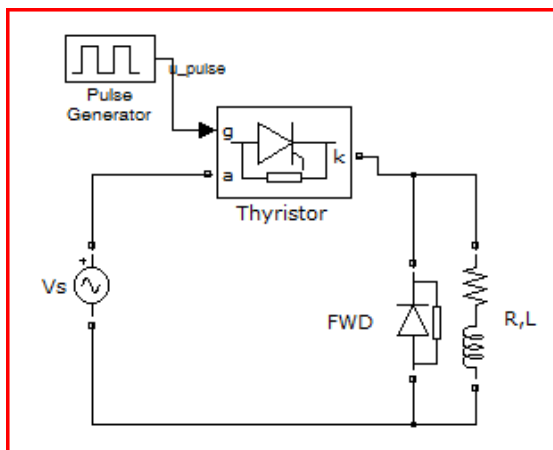 u_pulse
Pulse
Generator
g
k
a
Thyristor
+
Vs
FWD
R,L